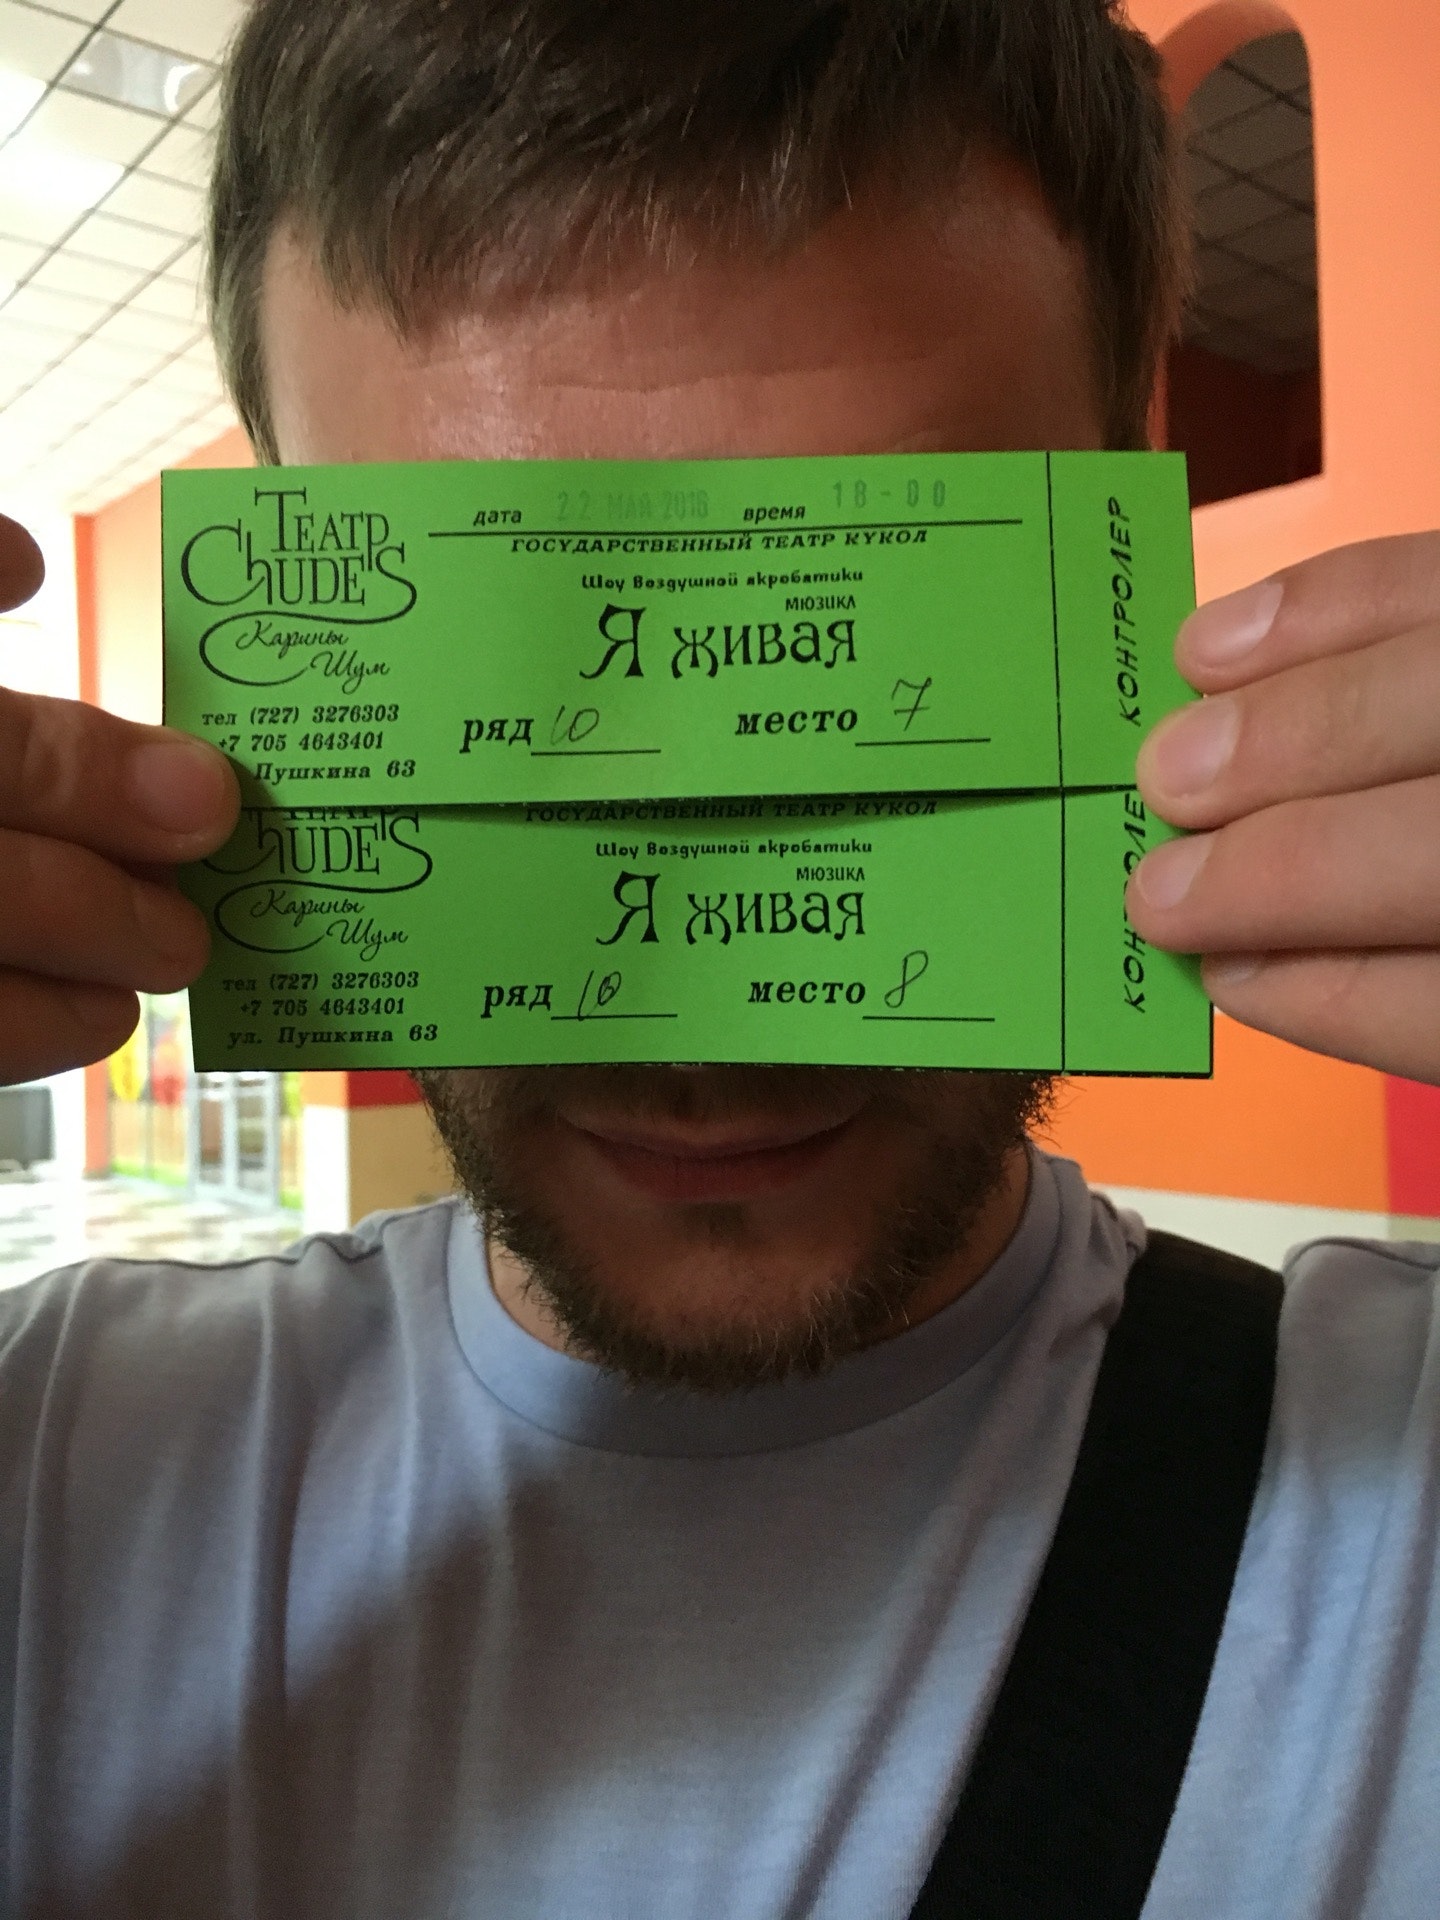 ТЕАТР
ChUDES
Карины
Шум
тел (727) 3276303
+7 705 4643401
Пушкина 63
дата 22 МАЯ 2016 время 18-00
ГОСУДАРСТВЕННЫЙ ТЕАТР КУКОЛ
Шоу Воздушной акробатики
МЮЗИКЛ
Я живая
ряд 10 место 7
КОНТРОЛЕР
ChUDES
Карины
Шум
тел (727) 3276303
+7 705 4643401
ул. Пушкина 63
ГОСУДАРСТВЕННЫЙ ТЕАТР КУКОЛ
Шоу Воздушной акробатики
МЮЗИКЛ
Я живая
ряд 10 место 8